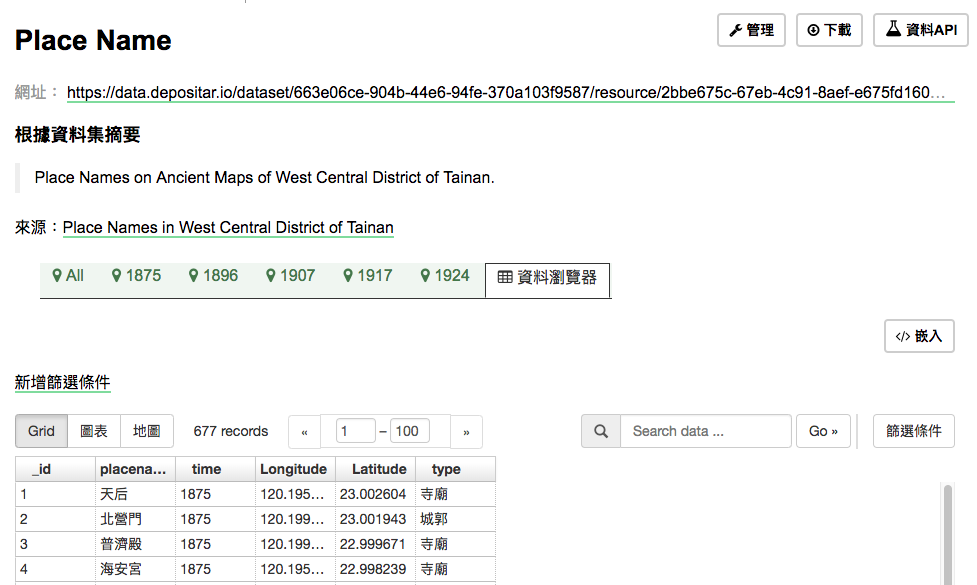 Place Name
管理
下載
資料API
網址： https://data.depositar.io/dataset/663e06ce-904b-44e6-94fe-370a103f9587/resource/2bbe675c-67eb-4c91-8aef-e675fd160…
根據資料集摘要
Place Names on Ancient Maps of West Central District of Tainan.
來源：Place Names in West Central District of Tainan
All 1875 1896 1907 1917 1924 資料瀏覽器
</> 嵌入
新增篩選條件
Grid 圖表 地圖 677 records « 1 – 100 » Search data ... Go » 篩選條件
_id placena… time Longitude Latitude type
1 天后 1875 120.195… 23.002604 寺廟
2 北營門 1875 120.199… 23.001943 城郭
3 普濟殿 1875 120.199… 22.999671 寺廟
4 海安宮 1875 120.195… 22.998239 寺廟